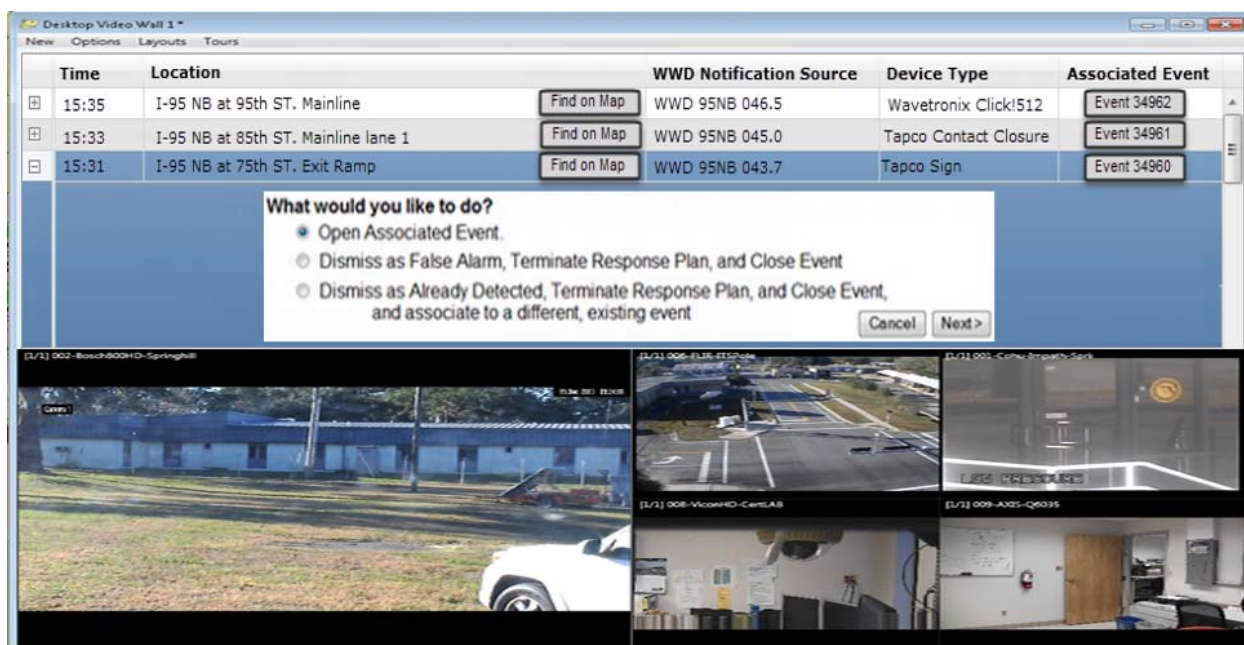 Desktop Video Wall 1 *
New Options Layouts Tours
Time Location WWD Notification Source Device Type Associated Event
15:35 I-95 NB at 95th ST. Mainline Find on Map WWD 95NB 046.5 Wavetronix Click!512 Event 34962
15:33 I-95 NB at 85th ST. Mainline lane 1 Find on Map WWD 95NB 045.0 Tapco Contact Closure Event 34961
15:31 I-95 NB at 75th ST. Exit Ramp Find on Map WWD 95NB 043.7 Tapco Sign Event 34960
What would you like to do?
Open Associated Event.
Dismiss as False Alarm, Terminate Response Plan, and Close Event
Dismiss as Already Detected, Terminate Response Plan, and Close Event,
and associate to a different, existing event
Cancel Next>
[1/1] 002-Bosch800HD-Springhill
[1/1] 006-FLIR-ITSPole
[1/1] 001-Cohu-Impath-Sprk
Camera 1
LOW PRESSURE
[1/1] 008-ViconHD-CertLAB
[1/1] 009-AXIS-Q6035